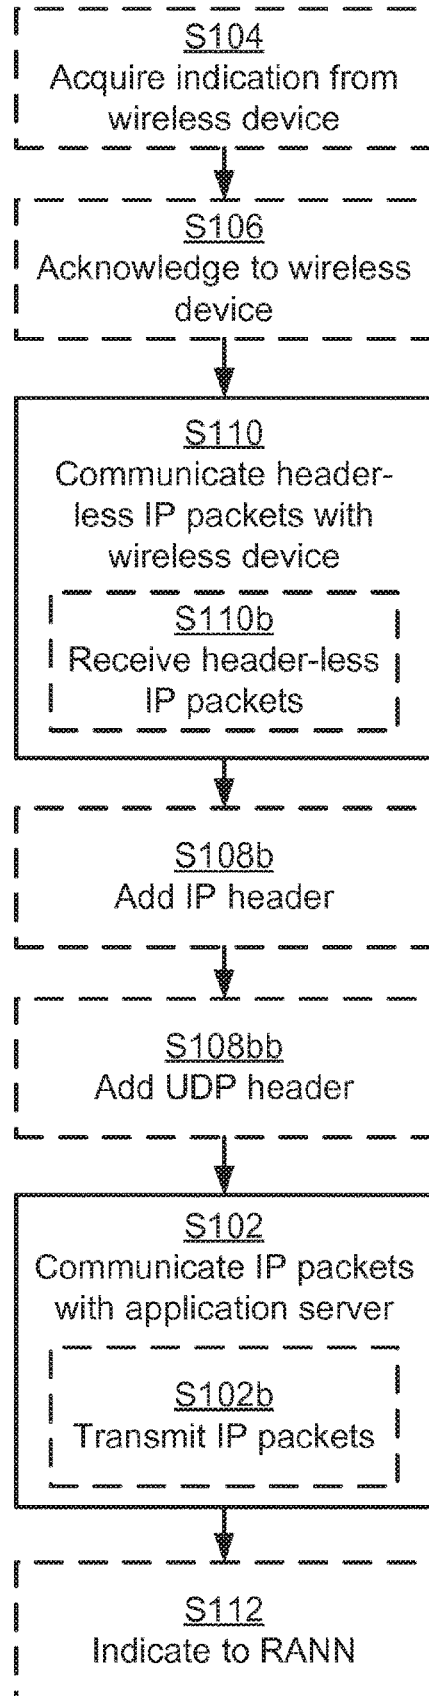 S104
Acquire indication from
wireless device
S106
Acknowledge to wireless
device
S110
Communicate header-
less IP packets with
wireless device
S110b
Receive header-less
IP packets
S108b
Add IP header
S108bb
Add UDP header
S102
Communicate IP packets
with application server
S102b
Transmit IP packets
S112
Indicate to RANN